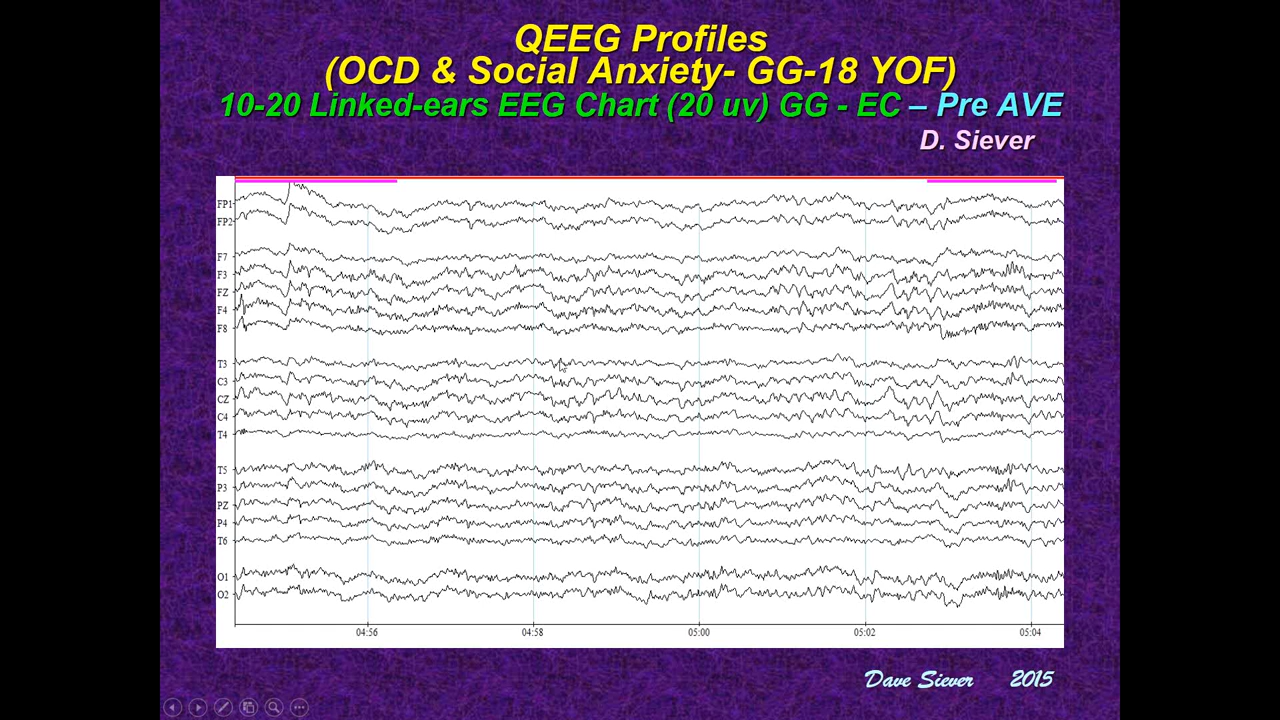 QEEG Profiles
(OCD & Social Anxiety- GG-18 YOF)
10-20 Linked-ears EEG Chart (20 uv) GG - EC – Pre AVE
D. Siever
FP1
FP2
F7
F3
FZ
F4
F8
T3
C3
CZ
C4
T4
T5
P3
PZ
P4
T6
O1
O2
04:56 04:58 05:00 05:02 05:04
Dave Siever 2015